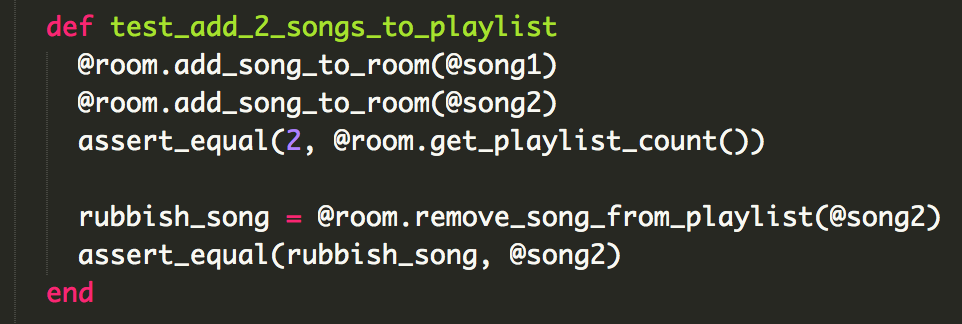 def test_add_2_songs_to_playlist
  @room.add_song_to_room(@song1)
  @room.add_song_to_room(@song2)
  assert_equal(2, @room.get_playlist_count())

  rubbish_song = @room.remove_song_from_playlist(@song2)
  assert_equal(rubbish_song, @song2)
end